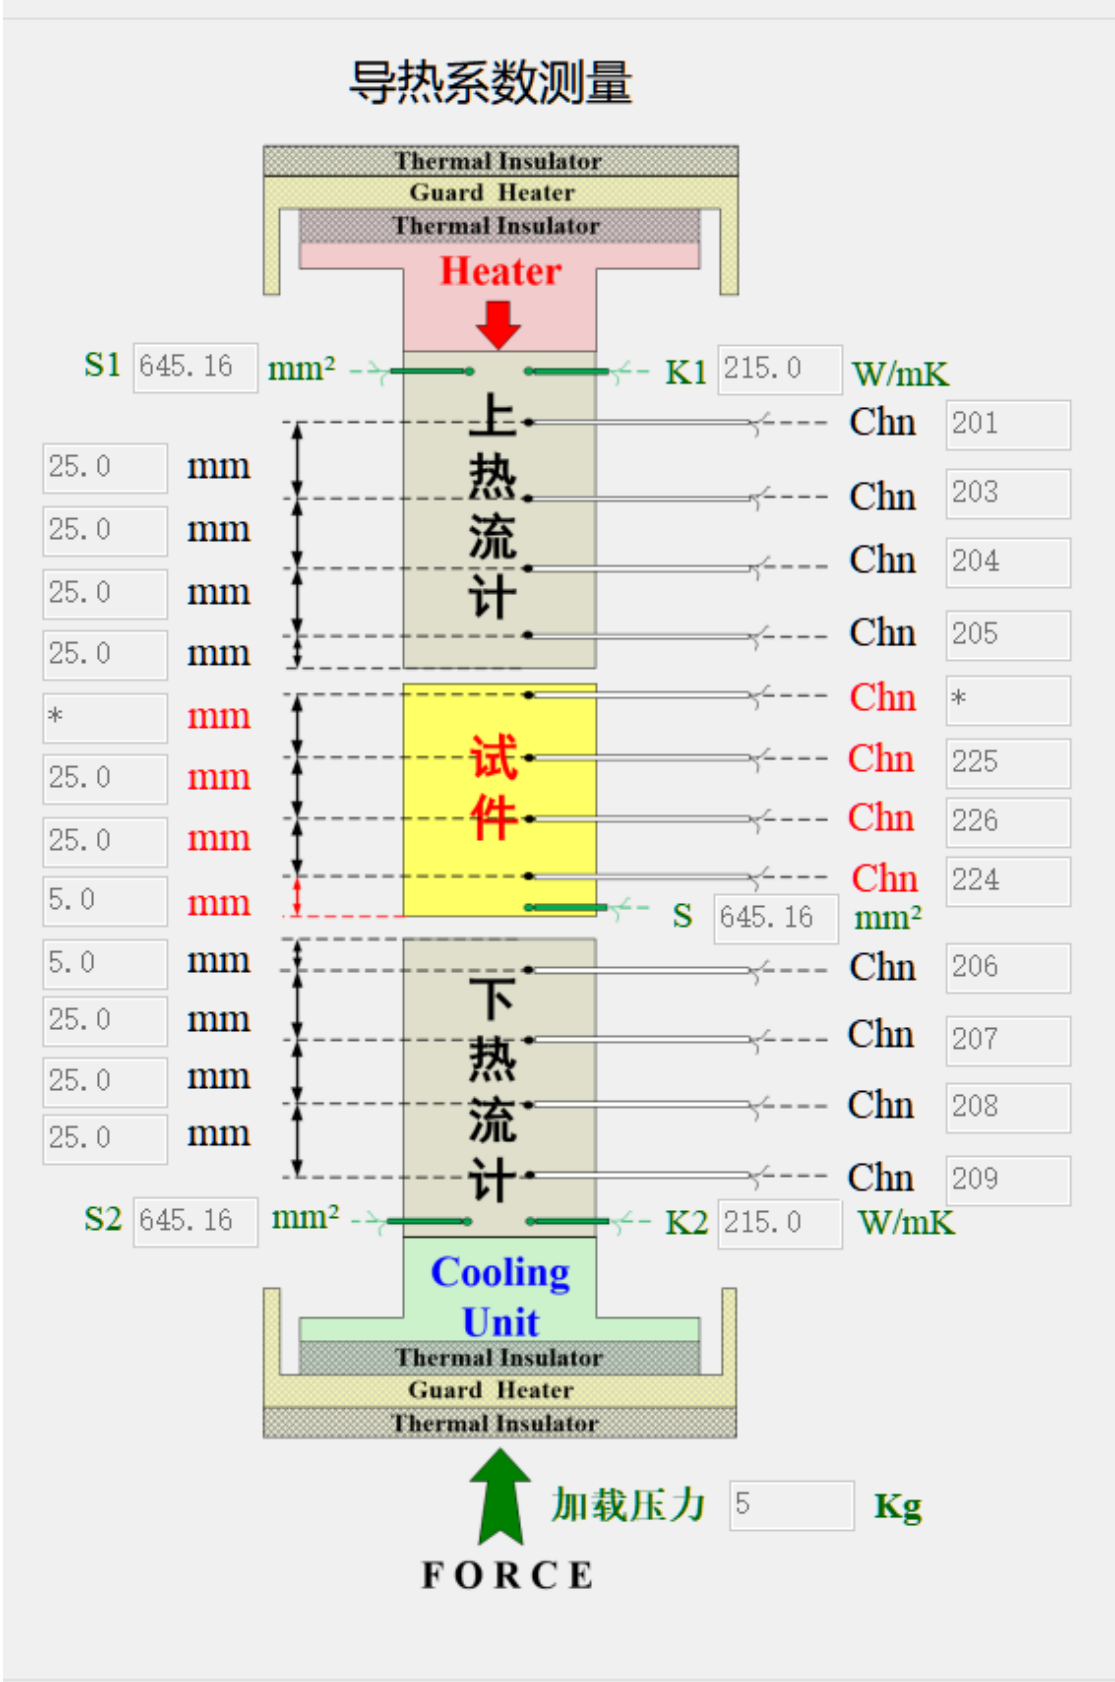 导热系数测量
Thermal Insulator
Guard Heater
Thermal Insulator
Heater
S1 645.16 mm² K1 215.0 W/mK
上热流计
Chn 201
25.0 mm
Chn 203
25.0 mm
Chn 204
25.0 mm
Chn 205
25.0 mm
试件
Chn *
* mm
Chn 225
25.0 mm
Chn 226
25.0 mm
Chn 224
5.0 mm
S 645.16 mm²
下热流计
5.0 mm Chn 206
25.0 mm Chn 207
25.0 mm Chn 208
25.0 mm Chn 209
S2 645.16 mm² K2 215.0 W/mK
Cooling
Unit
Thermal Insulator
Guard Heater
Thermal Insulator
加载压力 5 Kg
FORCE